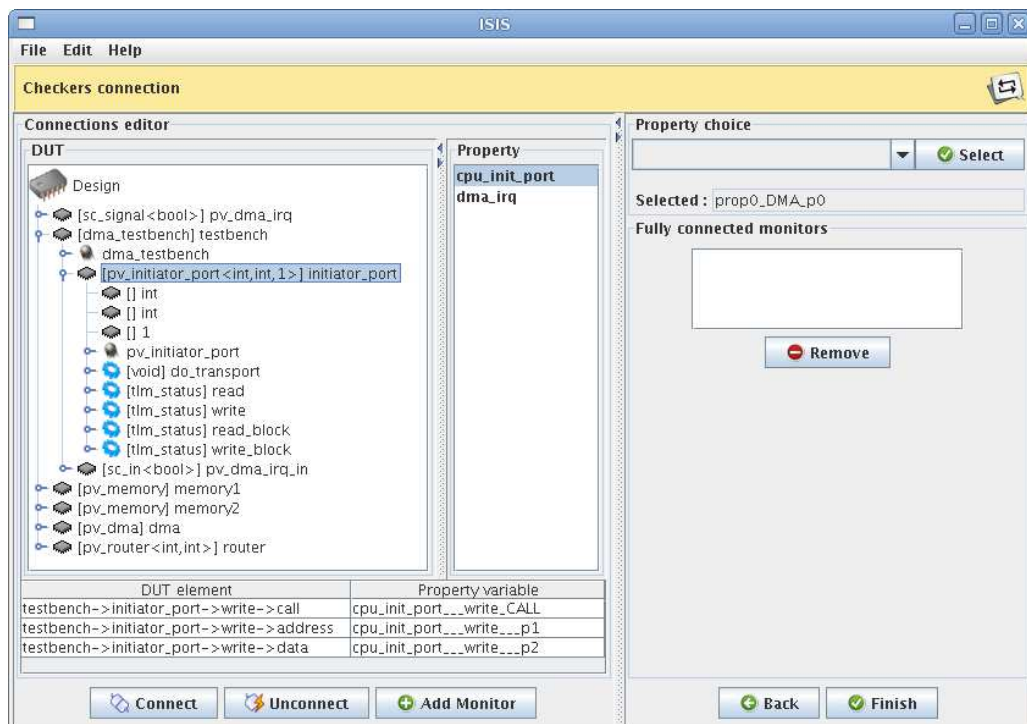 ISIS
File Edit Help
Checkers connection
Connections editor
DUT
Design
[sc_signal<bool>] pv_dma_irq
[dma_testbench] testbench
dma_testbench
[pv_initiator_port<int,int,1>] initiator_port
[] int
[] int
[] 1
pv_initiator_port
[void] do_transport
[tlm_status] read
[tlm_status] write
[tlm_status] read_block
[tlm_status] write_block
[sc_in<bool>] pv_dma_irq_in
[pv_memory] memory1
[pv_memory] memory2
[pv_dma] dma
[pv_router<int,int>] router
Property
cpu_init_port
dma_irq
DUT element Property variable
testbench->initiator_port->write->call cpu_init_port___write_CALL
testbench->initiator_port->write->address cpu_init_port___write___p1
testbench->initiator_port->write->data cpu_init_port___write___p2
Connect Unconnect Add Monitor
Property choice
Select
Selected : prop0_DMA_p0
Fully connected monitors
Remove
Back Finish